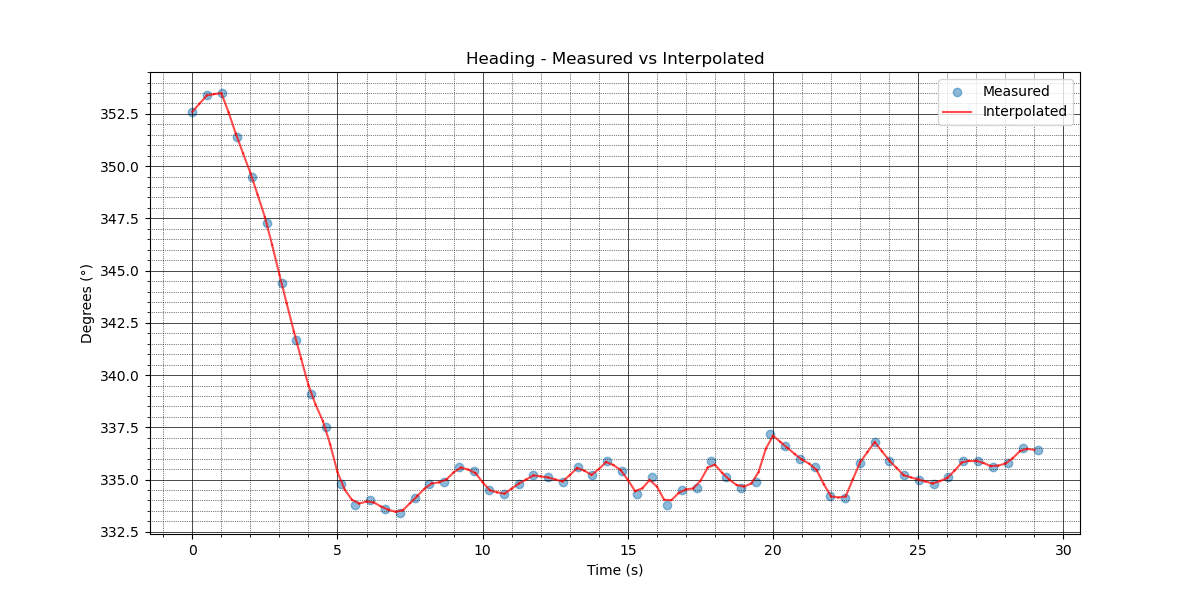 Heading - Measured vs Interpolated
Measured
Interpolated
Degrees (°)
352.5
350.0
347.5
345.0
342.5
340.0
337.5
335.0
332.5
0 5 10 15 20 25 30
Time (s)